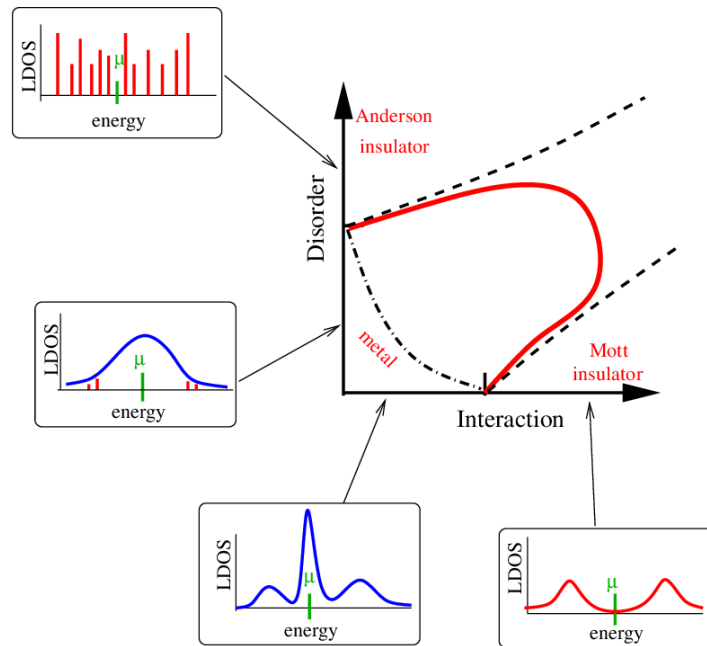 LDOS
μ
energy
Anderson
insulator
Disorder
LDOS
μ
energy
metal
Mott
insulator
Interaction
LDOS
μ
energy
LDOS
μ
energy